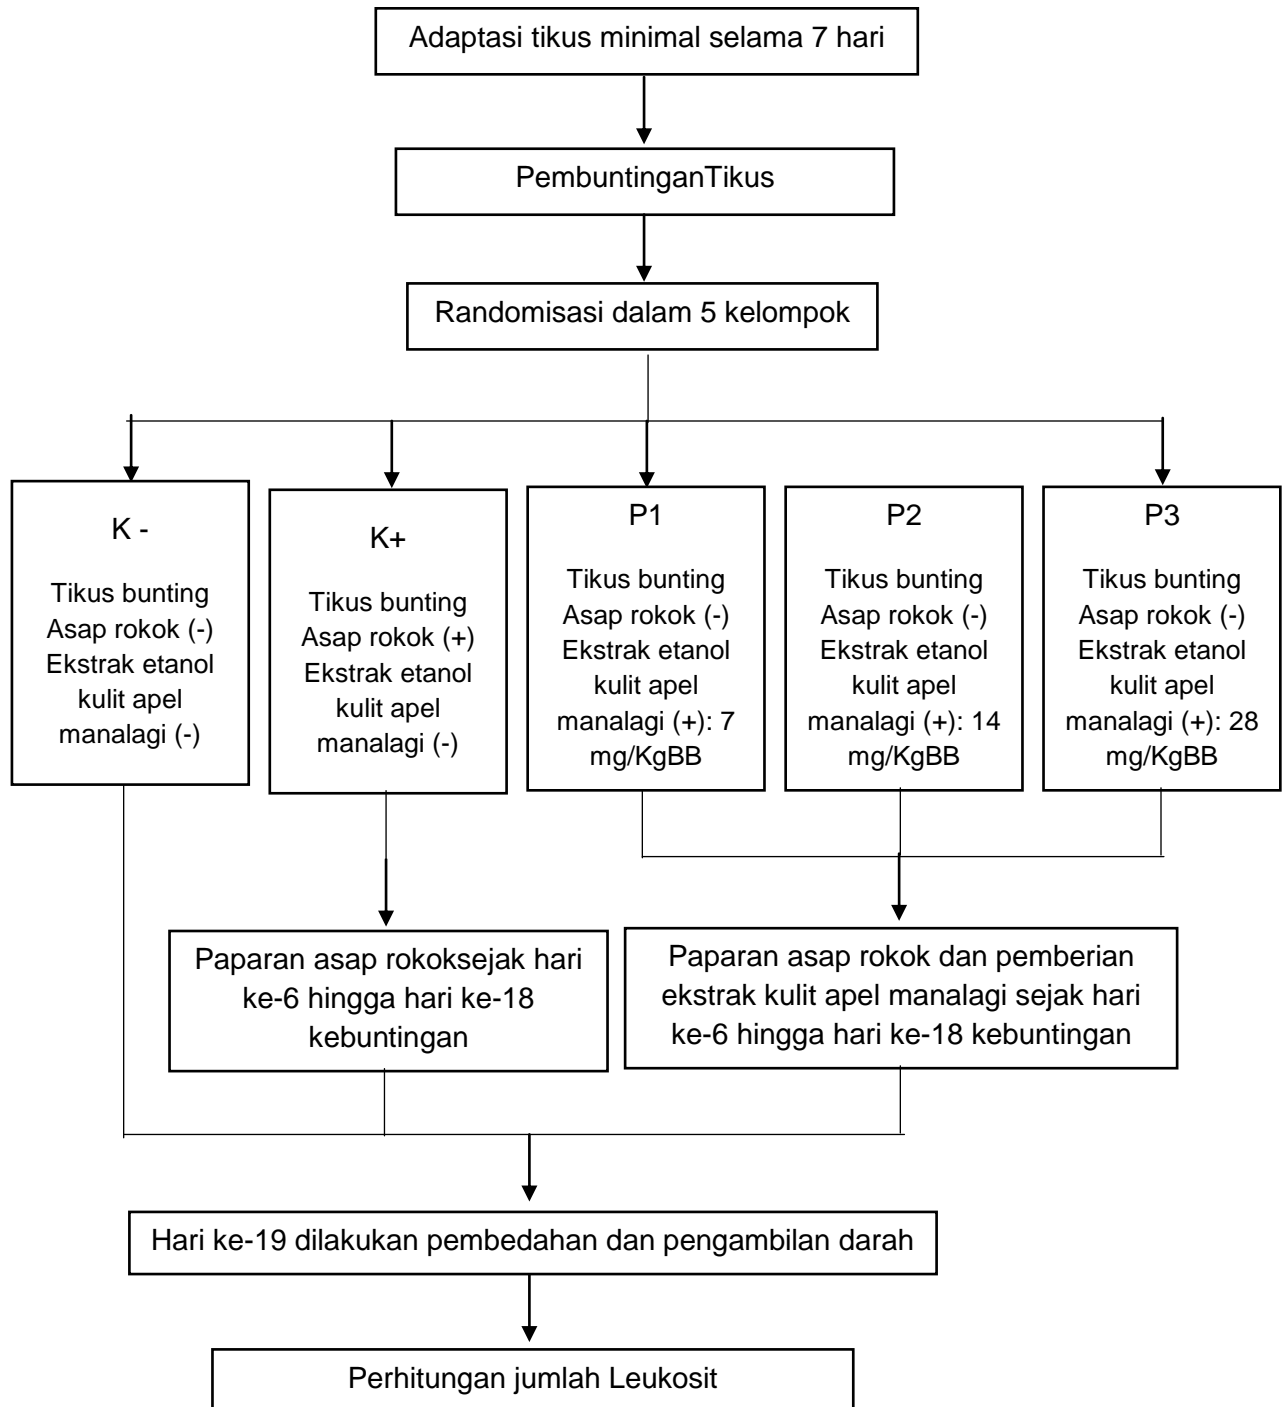 Adaptasi tikus minimal selama 7 hari
PembuntinganTikus
Randomisasi dalam 5 kelompok
K -
Tikus bunting
Asap rokok (-)
Ekstrak etanol
kulit apel
manalagi (-)
K+
Tikus bunting
Asap rokok (+)
Ekstrak etanol
kulit apel
manalagi (-)
P1
Tikus bunting
Asap rokok (-)
Ekstrak etanol
kulit apel
manalagi (+): 7
mg/KgBB
P2
Tikus bunting
Asap rokok (-)
Ekstrak etanol
kulit apel
manalagi (+): 14
mg/KgBB
P3
Tikus bunting
Asap rokok (-)
Ekstrak etanol
kulit apel
manalagi (+): 28
mg/KgBB
Paparan asap rokoksejak hari
ke-6 hingga hari ke-18
kebuntingan
Paparan asap rokok dan pemberian
ekstrak kulit apel manalagi sejak hari
ke-6 hingga hari ke-18 kebuntingan
Hari ke-19 dilakukan pembedahan dan pengambilan darah
Perhitungan jumlah Leukosit